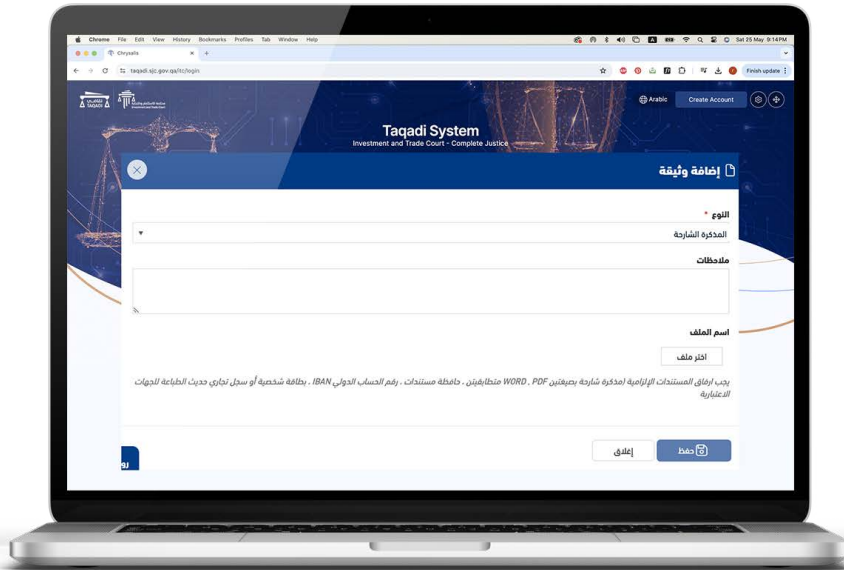 Chrome File Edit View History Bookmarks Profiles Tab Window Help
Sat 25 May 9:14PM
Chrysalis
taqadi.sjc.gov.qa/itc/login
Finish update
TAQADI
Arabic
Create Account
Taqadi System
Investment and Trade Court - Complete Justice
إضافة وثيقة
النوع *
المذكرة الشارحة
ملاحظات
اسم الملف
اختر ملف
يجب ارفاق المستندات الإلزامية (مذكرة شارحة بصيغتين WORD , PDF متطابقيتن ، حافظة مستندات ، رقم الحساب الدولي IBAN ، بطاقة شخصية أو سجل تجاري حديث الطباعة للجهات
الاعتبارية
حفظ
إغلاق